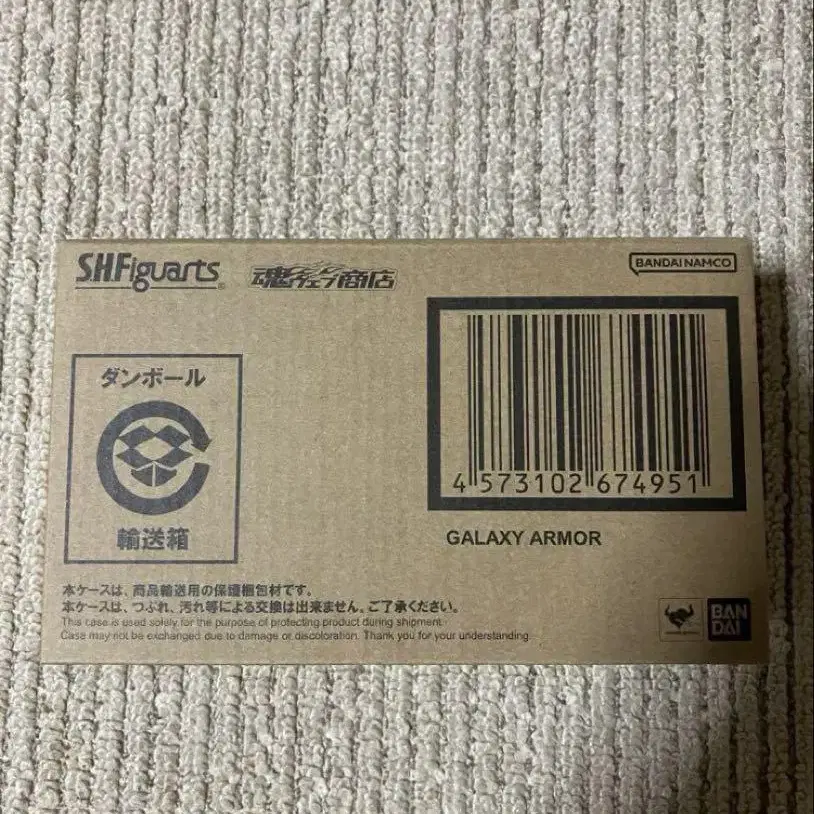 S.H.Figuarts®
魂ウェブ商店
BANDAI NAMCO
ダンボール
輸送箱
4 573102 674951
GALAXY ARMOR
本ケースは、商品輸送用の保護梱包材です。
本ケースは、つぶれ、汚れ等による交換は出来ません。ご了承ください。
This case is used solely for the purpose of protecting product during shipment.
Case may not be exchanged due to damage or discoloration. Thank you for your understanding.
BAN
DAI